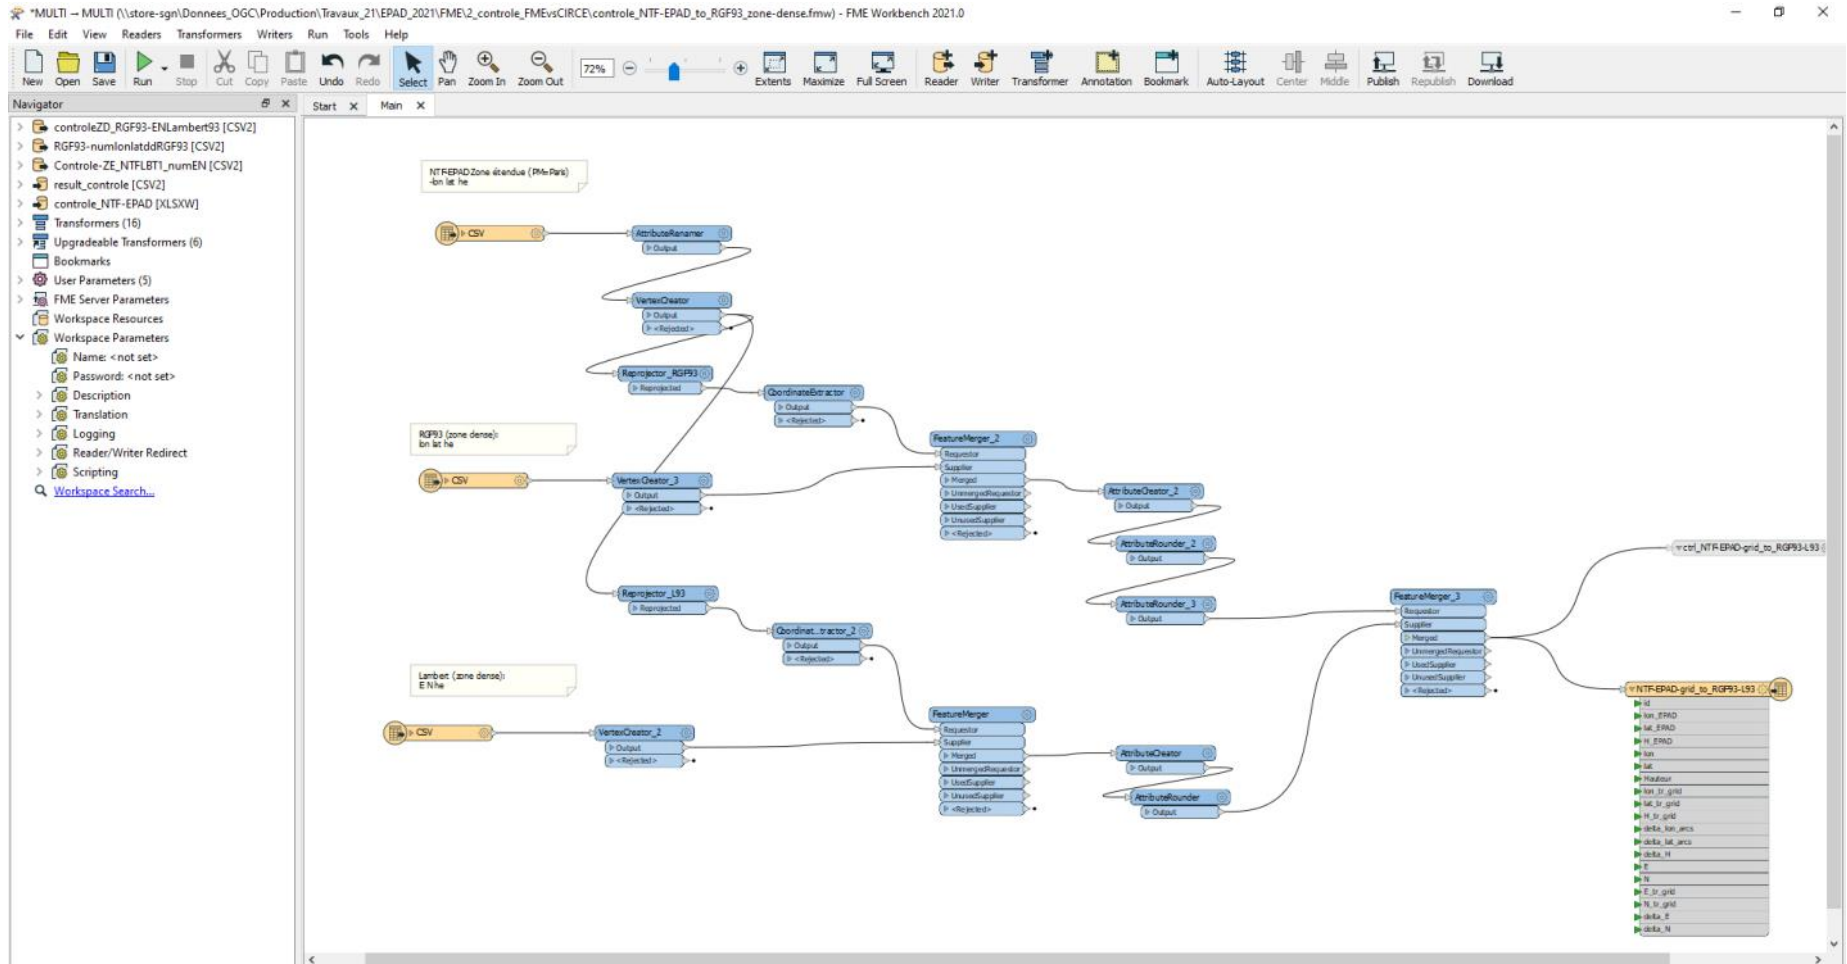 *MULTI → MULTI (\\store-sgn\Donnees_OGC\Production\Travaux_21\EPAD_2021\FME\2_controle_FMEvsCIRCE\controle_NTF-EPAD_to_RGF93_zone-dense.fmw) - FME Workbench 2021.0
File Edit View Readers Transformers Writers Run Tools Help
New Open Save Run Stop Cut Copy Paste Undo Redo Select Pan Zoom In Zoom Out 72% Extents Maximize Full Screen Reader Writer Transformer Annotation Bookmark Auto-Layout Center Middle Publish Republish Download
Navigator
Start Main
controleZD_RGF93-ENLambert93 [CSV2]
RGF93-numlonlatddRGF93 [CSV2]
Controle-ZE_NTFLBT1_numEN [CSV2]
result_controle [CSV2]
controle_NTF-EPAD [XLSXW]
Transformers (16)
Upgradeable Transformers (6)
Bookmarks
User Parameters (5)
FME Server Parameters
Workspace Resources
Workspace Parameters
Name: <not set>
Password: <not set>
Description
Translation
Logging
Reader/Writer Redirect
Scripting
Workspace Search...
NTF-EPAD Zone étendue (PM=Paris)
-lon lat he
CSV
AttributeRenamer
Output
VertexCreator
Output
<Rejected>
Reprojector_RGF93
Reprojected
CoordinateExtractor
Output
<Rejected>
RGF93 (zone dense):
lon lat he
CSV
VertexCreator_3
Output
<Rejected>
FeatureMerger_2
Requestor
Supplier
Merged
UnmergedRequestor
UsedSupplier
UnusedSupplier
<Rejected>
AttributeCreator_2
Output
AttributeRounder_2
Output
AttributeRounder_3
Output
Reprojector_L93
Reprojected
Coordinat...tractor_2
Output
<Rejected>
Lambert (zone dense):
E N he
CSV
VertexCreator_2
Output
<Rejected>
FeatureMerger
Requestor
Supplier
Merged
UnmergedRequestor
UsedSupplier
UnusedSupplier
<Rejected>
AttributeCreator
Output
AttributeRounder
Output
FeatureMerger_3
Requestor
Supplier
Merged
UnmergedRequestor
UsedSupplier
UnusedSupplier
<Rejected>
ctrl_NTF-EPAD-grid_to_RGF93-L93
NTF-EPAD-grid_to_RGF93-L93
id
lon_EPAD
lat_EPAD
H_EPAD
lon
lat
Hauteur
lon_tr_grid
lat_tr_grid
H_tr_grid
delta_lon_arcs
delta_lat_arcs
delta_H
E
N
E_tr_grid
N_tr_grid
delta_E
delta_N